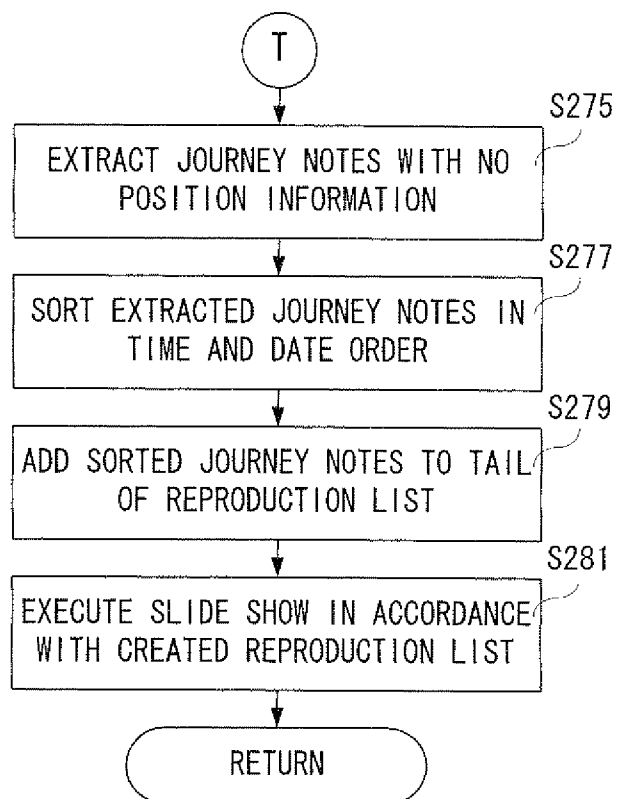 T
S275
EXTRACT JOURNEY NOTES WITH NO
POSITION INFORMATION
S277
SORT EXTRACTED JOURNEY NOTES IN
TIME AND DATE ORDER
S279
ADD SORTED JOURNEY NOTES TO TAIL
OF REPRODUCTION LIST
S281
EXECUTE SLIDE SHOW IN ACCORDANCE
WITH CREATED REPRODUCTION LIST
RETURN